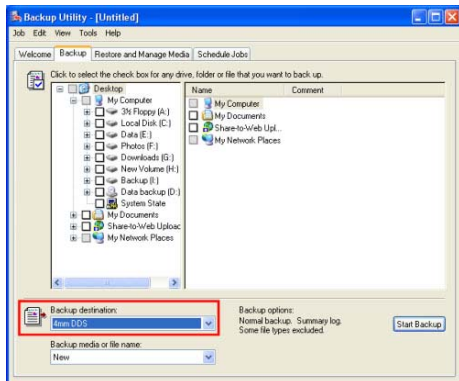 Backup Utility - [Untitled]
Job Edit View Tools Help
Welcome Backup Restore and Manage Media Schedule Jobs
Click to select the check box for any drive, folder or file that you want to back up.
Desktop
My Computer
3½ Floppy (A:)
Local Disk (C:)
Data (E:)
Photos (F:)
Downloads (G:)
New Volume (H:)
Backup (I:)
Data backup (D:)
System State
My Documents
Share-to-Web Uploac
My Network Places
Name Comment
My Computer
My Documents
Share-to-Web Upl...
My Network Places
Backup destination:
4mm DDS
Backup media or file name:
New
Backup options:
Normal backup. Summary log.
Some file types excluded.
Start Backup